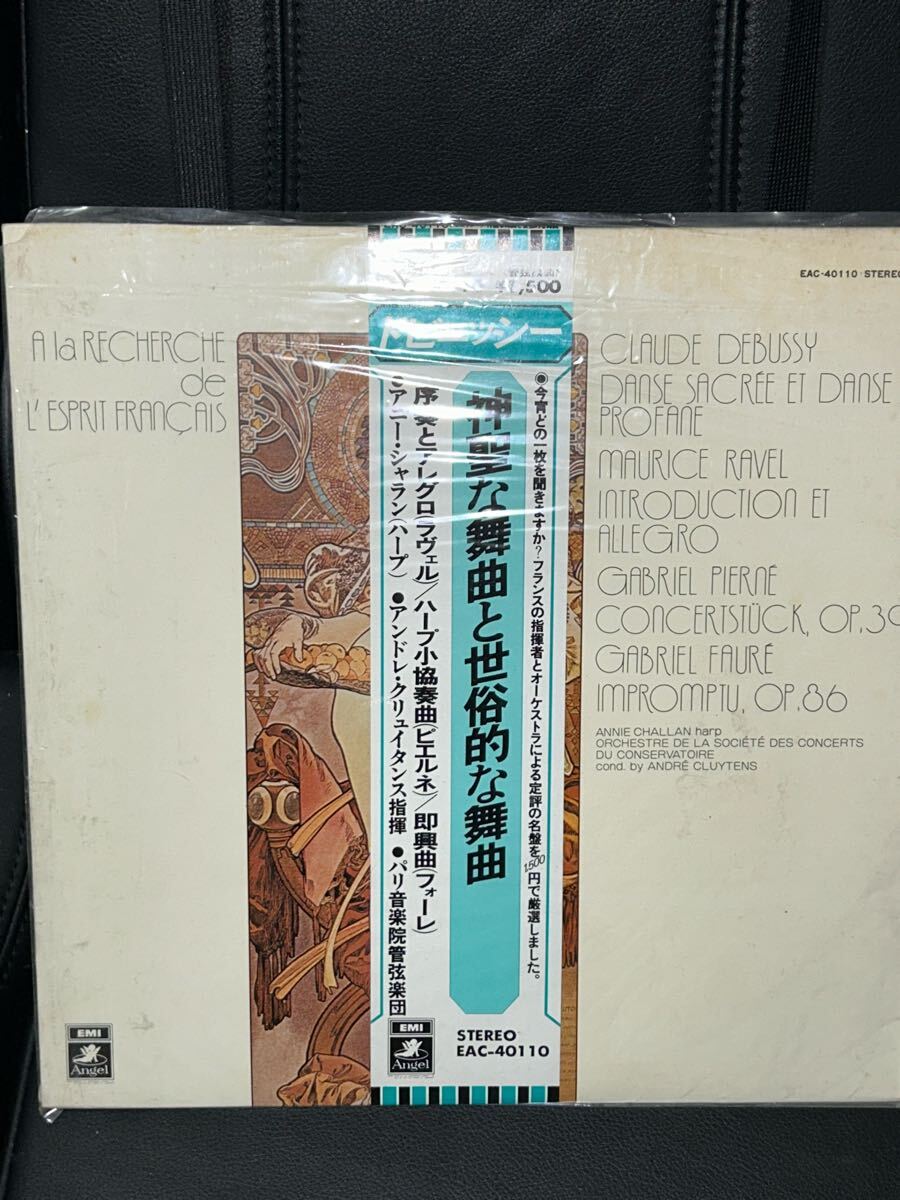 A la RECHERCHE
de
L'ESPRIT FRANÇAIS
EMI
Angel
¥1,500
ドビュッシー
●今宵どの一枚を聞きますか?フランスの指揮者とオーケストラによる定評の名盤を1,500円で厳選しました。
神聖な舞曲と世俗的な舞曲
序奏とアレグロ(ラヴェル)/ハープ小協奏曲(ピエルネ)/即興曲(フォーレ)
●アニー・シャラン(ハープ) ●アンドレ・クリュイタンス指揮 ●パリ音楽院管弦楽団
EMI
Angel
STEREO
EAC-40110
EAC-40110 STEREO
CLAUDE DEBUSSY
DANSE SACRÉE ET DANSE
PROFANE
MAURICE RAVEL
INTRODUCTION ET
ALLEGRO
GABRIEL PIERNÉ
CONCERTSTÜCK, OP.39
GABRIEL FAURÉ
IMPROMPTU, OP.86
ANNIE CHALLAN harp
ORCHESTRE DE LA SOCIÉTÉ DES CONCERTS
DU CONSERVATOIRE
cond. by ANDRÉ CLUYTENS